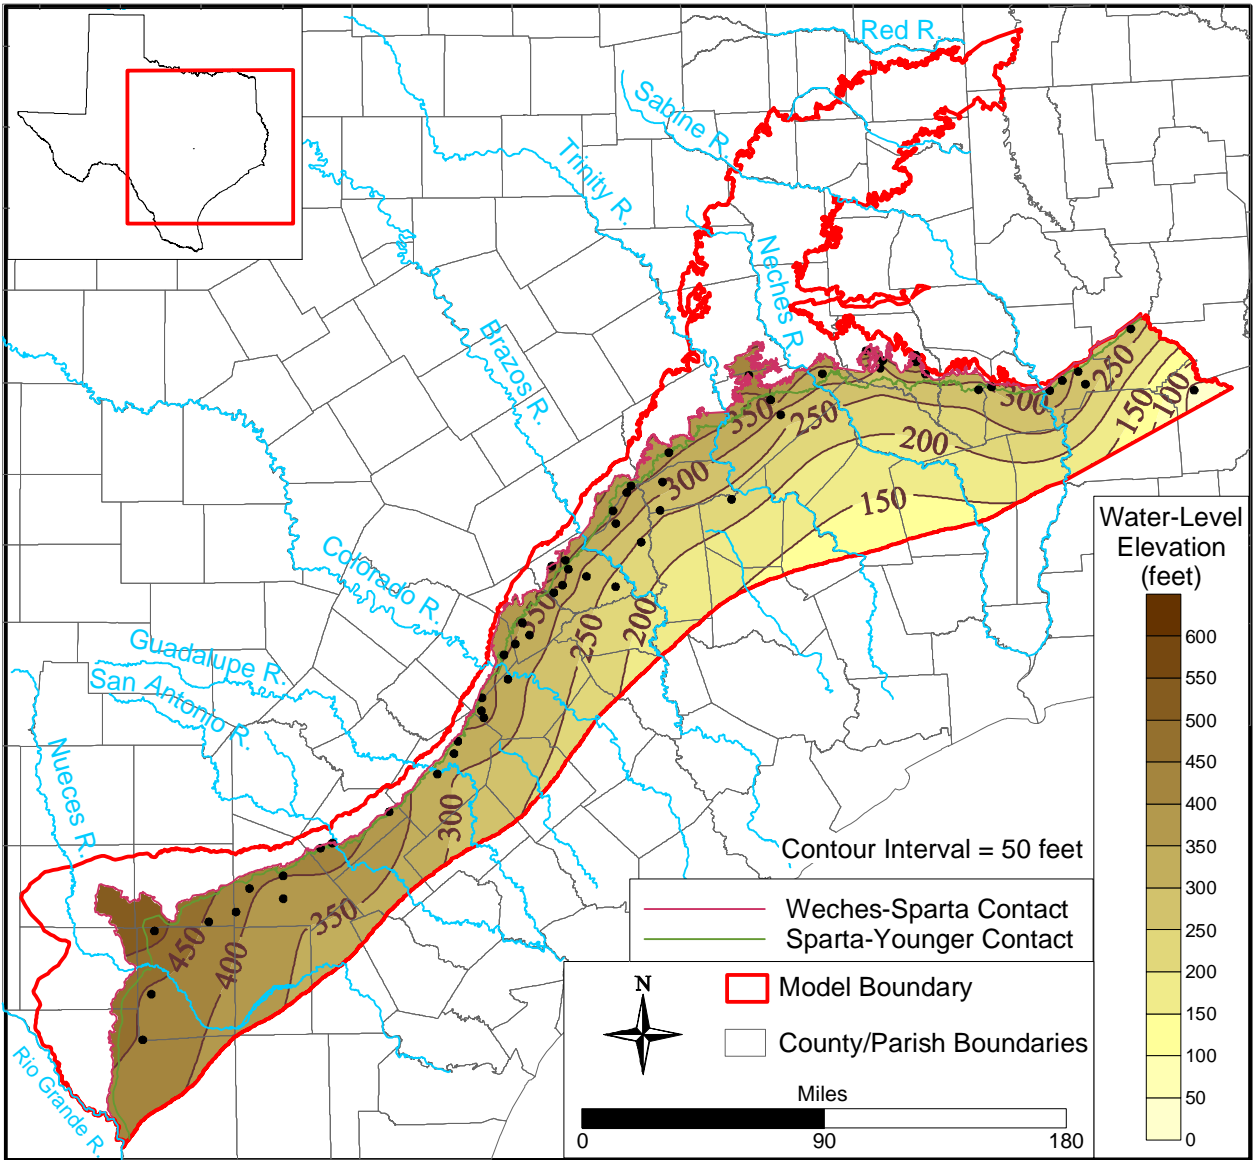 Red R.
Sabine R.
Trinity R.
Neches R.
Brazos R.
Colorado R.
Guadalupe R.
San Antonio R.
Nueces R.
Rio Grande R.
250
100
150
300
350
250
200
300
150
350
250
200
300
350
450
400
Water-Level
Elevation
(feet)
600
550
500
450
400
350
300
250
200
150
100
50
0
Contour Interval = 50 feet
Weches-Sparta Contact
Sparta-Younger Contact
N
Model Boundary
County/Parish Boundaries
Miles
0 90 180